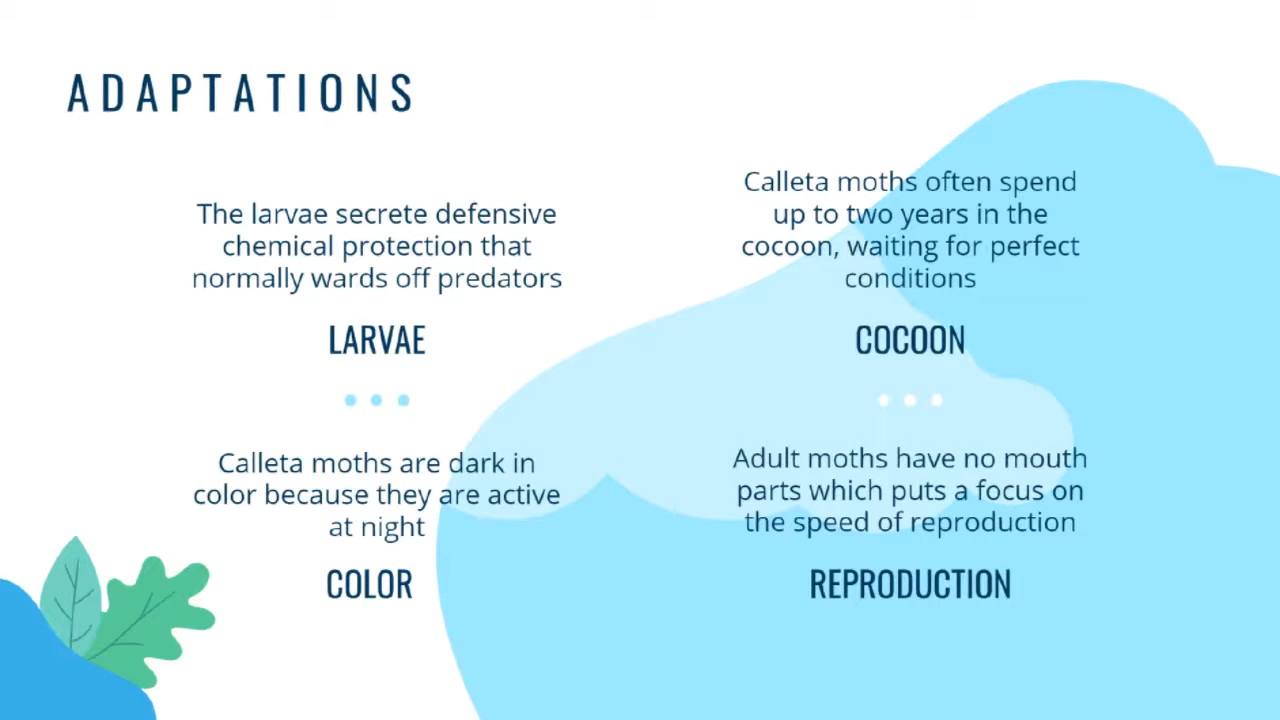 ADAPTATIONS
The larvae secrete defensive
chemical protection that
normally wards off predators
LARVAE
Calleta moths often spend
up to two years in the
cocoon, waiting for perfect
conditions
COCOON
Calleta moths are dark in
color because they are active
at night
COLOR
Adult moths have no mouth
parts which puts a focus on
the speed of reproduction
REPRODUCTION